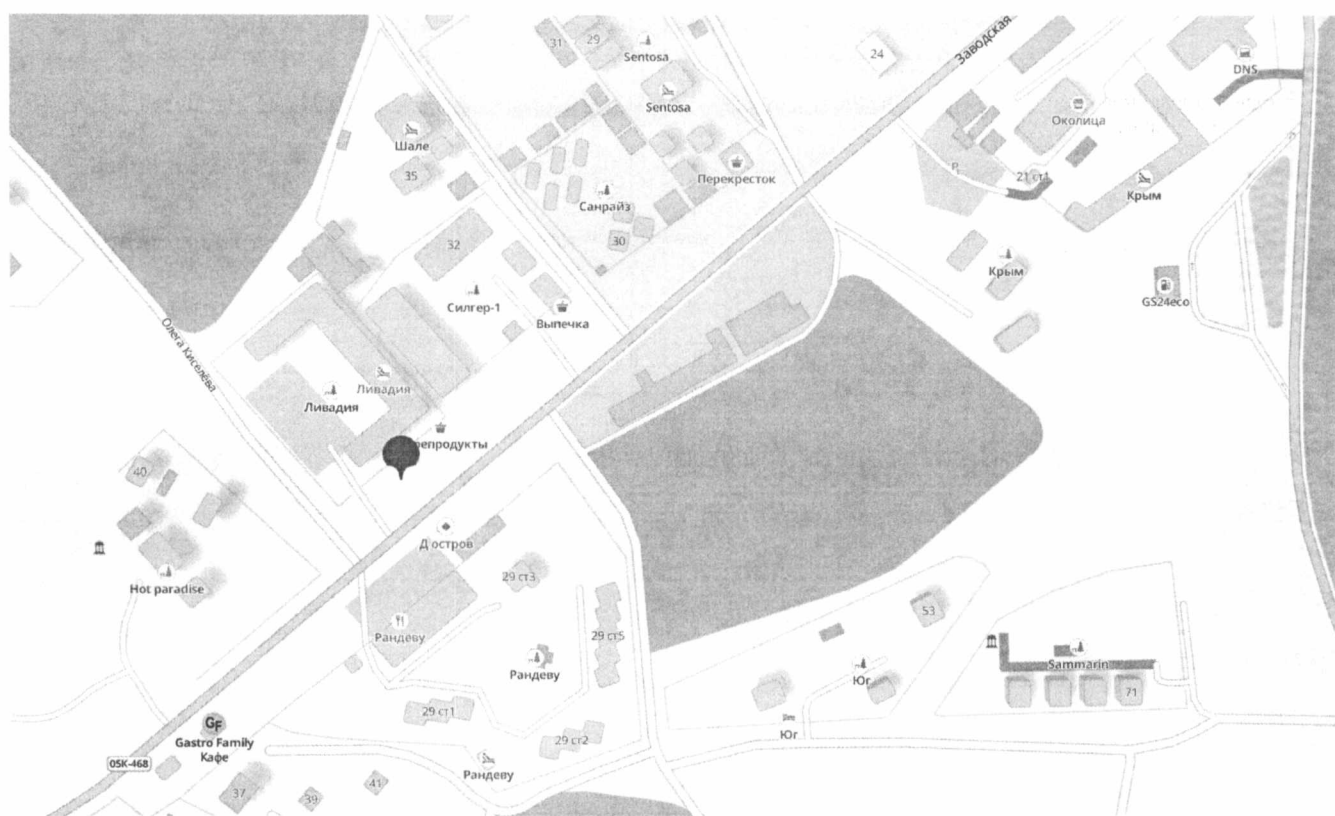 31
29
Sentosa
Sentosa
24
Заводская
DNS
Околица
Шале
35
Перекресток
P
21 ст1
Крым
Санрайз
30
32
Крым
Силгер-1
GS24eco
Выпечка
Олега Киселёва
Ливадия
Ливадия
епродукты
40
Д остров
Hot paradise
29 ст3
53
Рандеву
29 ст5
Sammarin
Рандеву
Юг
71
29 ст1
GF
Gastro Family
Кафе
29 ст2
Юг
05К-468
Рандеву
37
39
41